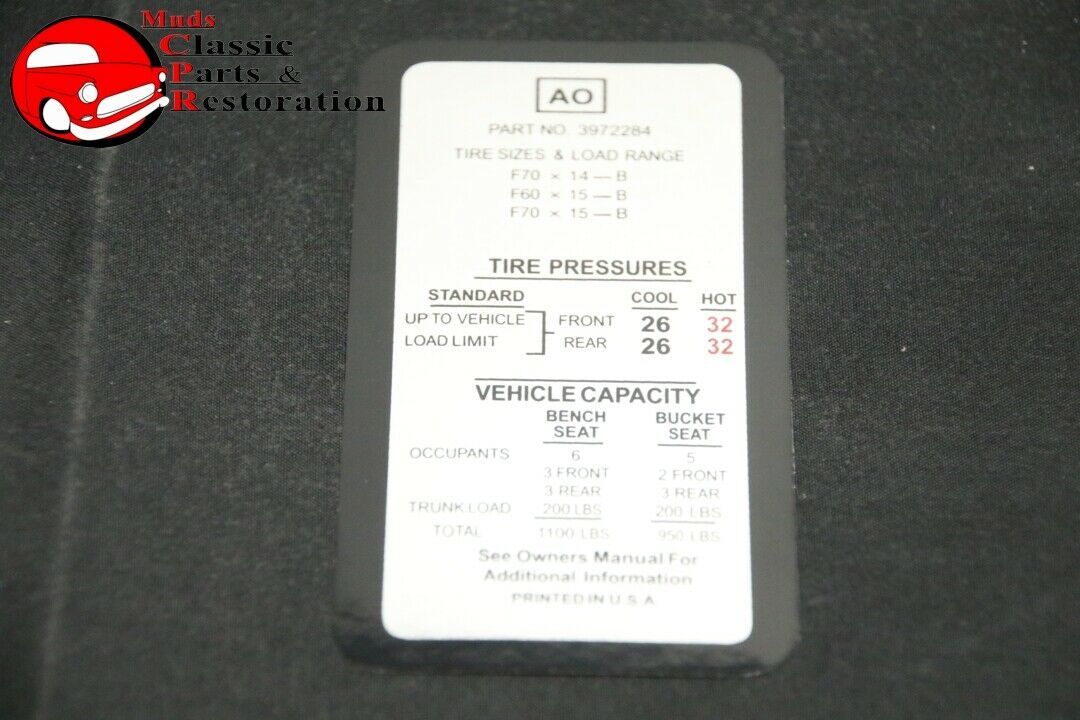 Muds
Classic
Parts &
Restoration
AO
PART NO. 3972284
TIRE SIZES & LOAD RANGE
F70 × 14 — B
F60 × 15 — B
F70 × 15 — B
TIRE PRESSURES
STANDARD COOL HOT
UP TO VEHICLE FRONT 26 32
LOAD LIMIT REAR 26 32
VEHICLE CAPACITY
BENCH BUCKET
SEAT SEAT
OCCUPANTS 6 5
3 FRONT 2 FRONT
3 REAR 3 REAR
TRUNK LOAD 200 LBS 200 LBS
TOTAL 1100 LBS 950 LBS
See Owners Manual For
Additional Information
PRINTED IN U.S.A